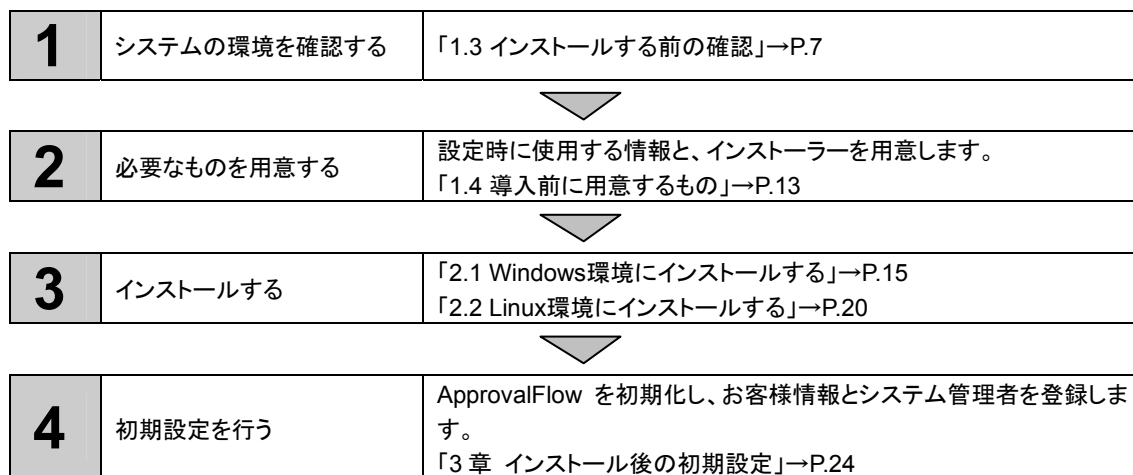 1
システムの環境を確認する
「1.3 インストールする前の確認」→P.7
2
必要なものを用意する
設定時に使用する情報と、インストーラーを用意します。
「1.4 導入前に用意するもの」→P.13
3
インストールする
「2.1 Windows環境にインストールする」→P.15
「2.2 Linux環境にインストールする」→P.20
4
初期設定を行う
ApprovalFlow を初期化し、お客様情報とシステム管理者を登録しま
す。
「3 章 インストール後の初期設定」→P.24